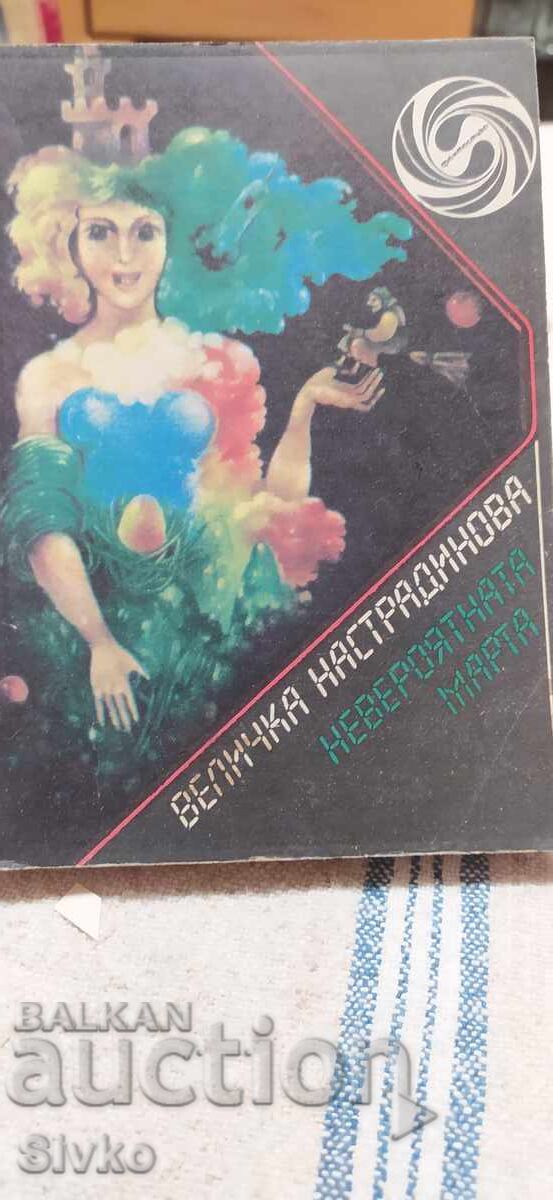 ВЕЛИЧКА НАСТРАДИНОВА
НЕВЕРОЯТНАТА
МАРТА
BALKAN
auction
Sivko